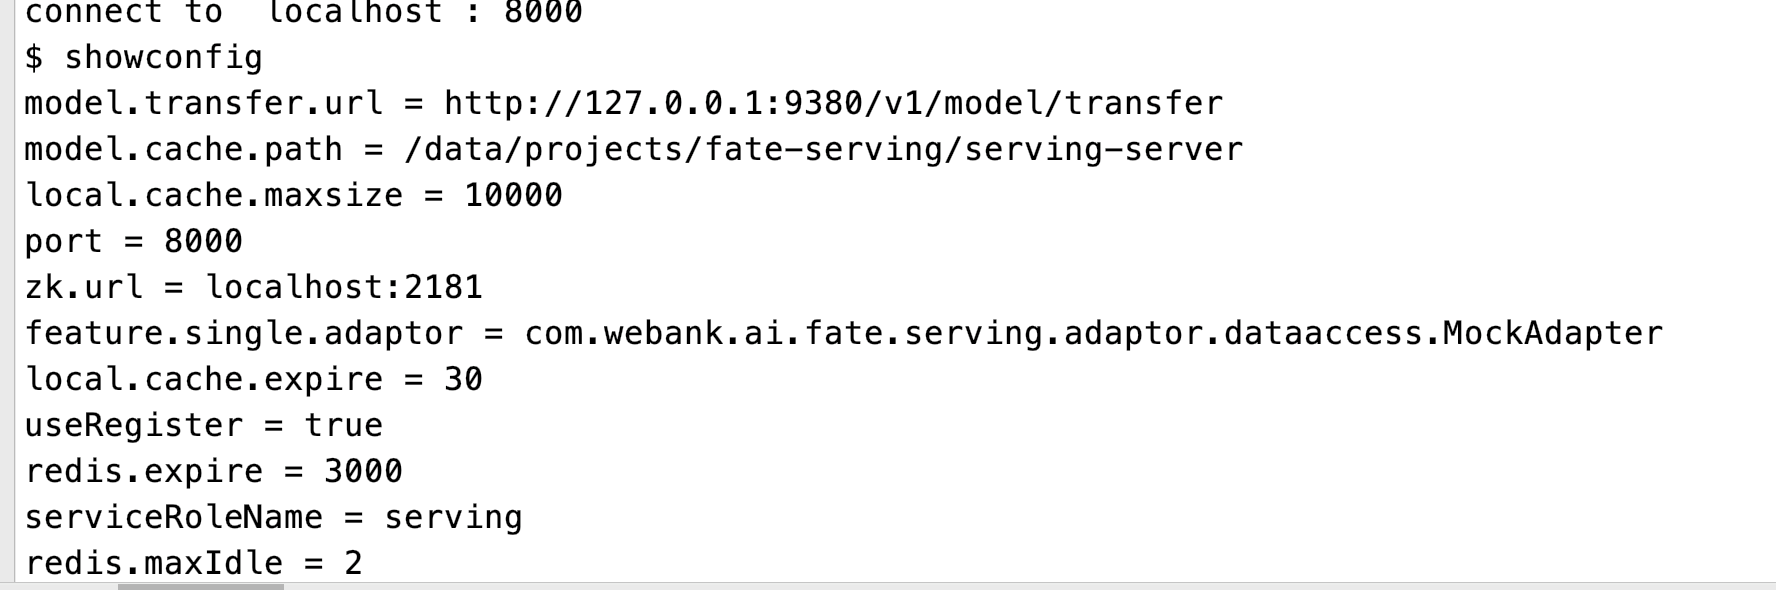 connect to  localhost : 8000
$ showconfig
model.transfer.url = http://127.0.0.1:9380/v1/model/transfer
model.cache.path = /data/projects/fate-serving/serving-server
local.cache.maxsize = 10000
port = 8000
zk.url = localhost:2181
feature.single.adaptor = com.webank.ai.fate.serving.adaptor.dataaccess.MockAdapter
local.cache.expire = 30
useRegister = true
redis.expire = 3000
serviceRoleName = serving
redis.maxIdle = 2